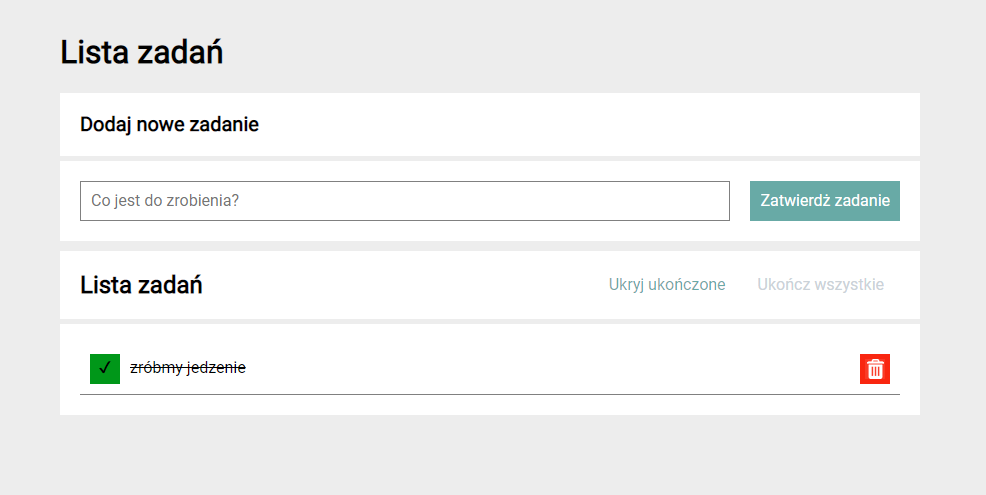 Lista zadań
Dodaj nowe zadanie
Co jest do zrobienia? Zatwierdź zadanie
Lista zadań Ukryj ukończone Ukończ wszystkie
✓ zróbmy jedzenie